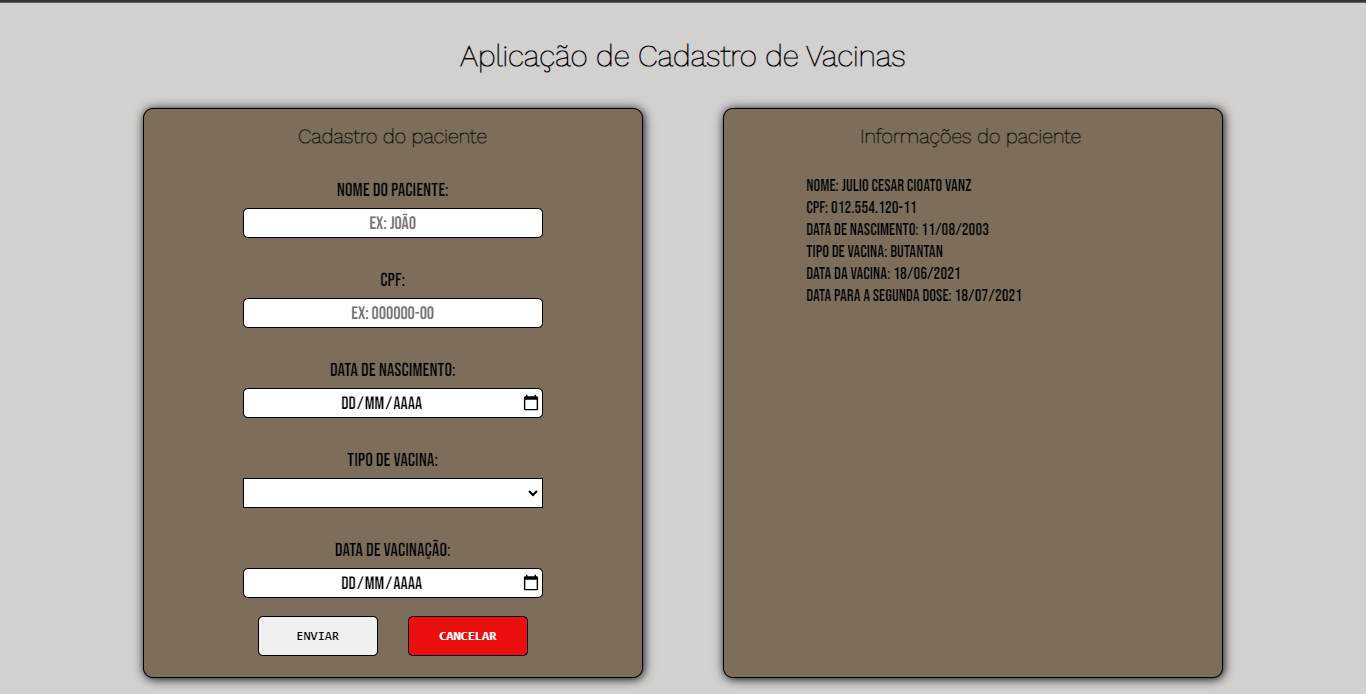 Aplicação de Cadastro de Vacinas
Cadastro do paciente
NOME DO PACIENTE:
EX: JOÃO
CPF:
EX: 000000-00
DATA DE NASCIMENTO:
DD/MM/AAAA
TIPO DE VACINA:
DATA DE VACINAÇÃO:
DD/MM/AAAA
ENVIAR
CANCELAR
Informações do paciente
NOME: JULIO CESAR CIOATO VANZ
CPF: 012.554.120-11
DATA DE NASCIMENTO: 11/08/2003
TIPO DE VACINA: BUTANTAN
DATA DA VACINA: 18/06/2021
DATA PARA A SEGUNDA DOSE: 18/07/2021